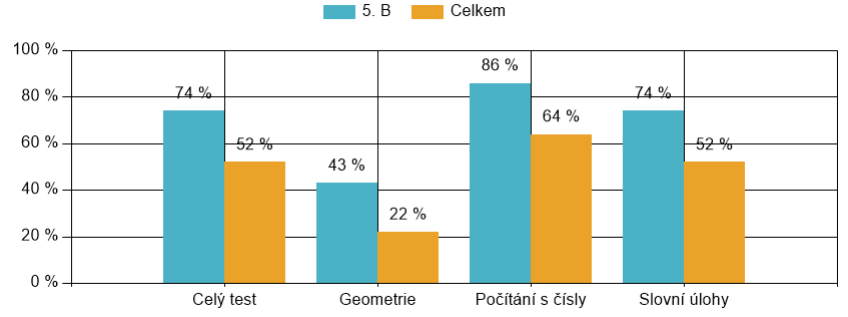 5. B Celkem
100 %
80 %
60 %
40 %
20 %
0 %
74 %
52 %
43 %
22 %
86 %
64 %
74 %
52 %
Celý test
Geometrie
Počítání s čísly
Slovní úlohy